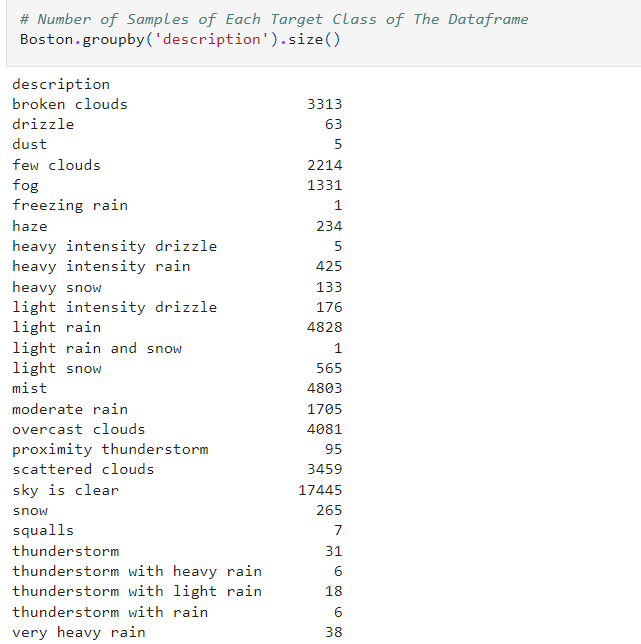 # Number of Samples of Each Target Class of The Dataframe
Boston.groupby('description').size()
description
broken clouds 3313
drizzle 63
dust 5
few clouds 2214
fog 1331
freezing rain 1
haze 234
heavy intensity drizzle 5
heavy intensity rain 425
heavy snow 133
light intensity drizzle 176
light rain 4828
light rain and snow 1
light snow 565
mist 4803
moderate rain 1705
overcast clouds 4081
proximity thunderstorm 95
scattered clouds 3459
sky is clear 17445
snow 265
squalls 7
thunderstorm 31
thunderstorm with heavy rain 6
thunderstorm with light rain 18
thunderstorm with rain 6
very heavy rain 38